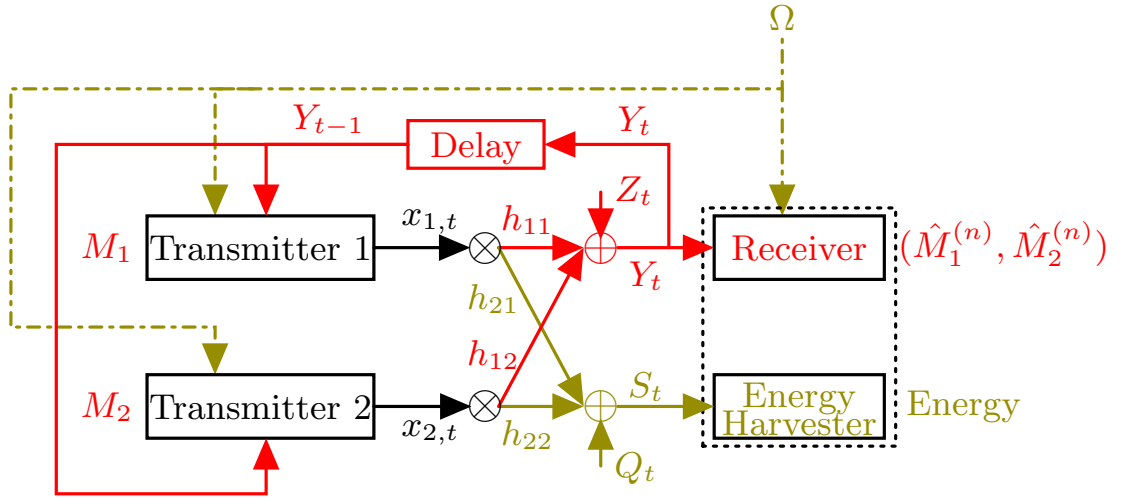 Ω
Y_{t−1}
Delay
Y_t
Z_t
M_1
Transmitter 1
x_{1,t}
h_{11}
Y_t
Receiver
(\hat{M}_1^{(n)}, \hat{M}_2^{(n)})
h_{21}
h_{12}
M_2
Transmitter 2
x_{2,t}
h_{22}
S_t
Q_t
Energy
Harvester
Energy